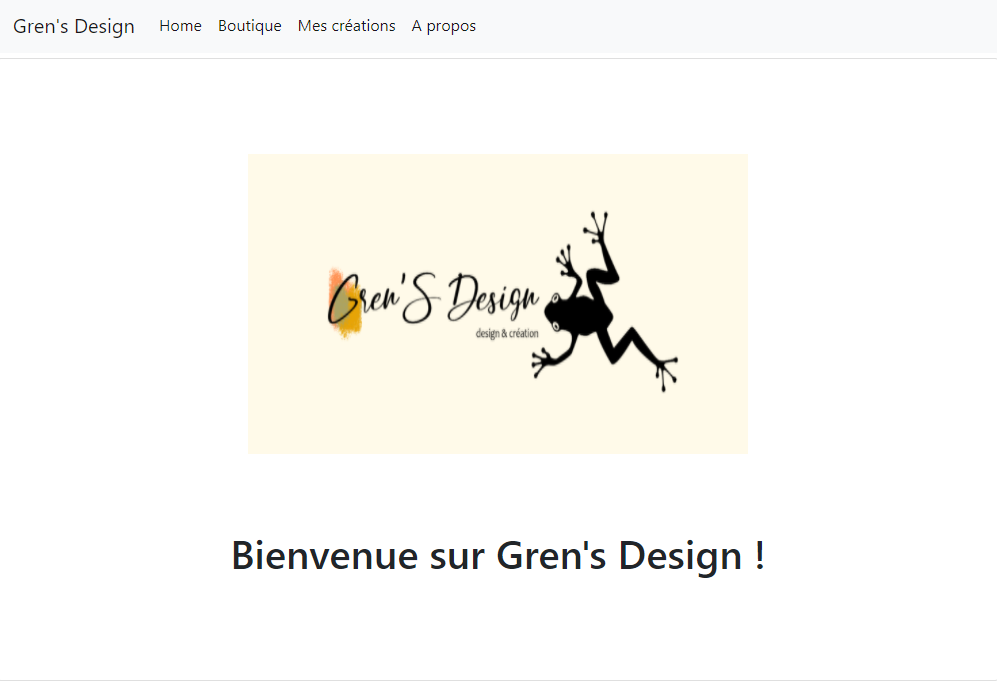 Gren's Design Home Boutique Mes créations A propos
Gren'S Design
design & création
Bienvenue sur Gren's Design !